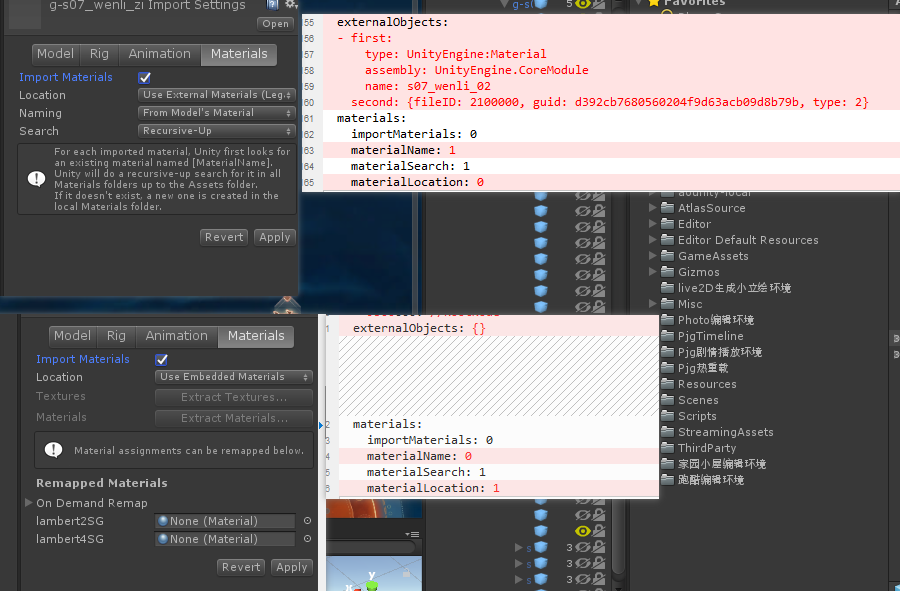 g-s07_wenli_zi Import Settings
Open
Model
Rig
Animation
Materials
Import Materials
Location
Use External Materials (Leg
Naming
From Model's Material
Search
Recursive-Up
For each imported material, Unity first looks for
an existing material named [MaterialName].
Unity will do a recursive-up search for it in all
Materials folders up to the Assets folder.
If it doesn't exist, a new one is created in the
local Materials folder.
Revert
Apply
g-s
5
Favorites
55 externalObjects:
56 - first:
57 type: UnityEngine:Material
58 assembly: UnityEngine.CoreModule
59 name: s07_wenli_02
60 second: {fileID: 2100000, guid: d392cb7680560204f9d63acb09d8b79b, type: 2}
61 materials:
62 importMaterials: 0
63 materialName: 1
64 materialSearch: 1
65 materialLocation: 0
AtlasSource
Editor
Editor Default Resources
GameAssets
Gizmos
live2D生成小立绘环境
Misc
Photo编辑环境
PjgTimeline
Pjg剧情播放环境
Pjg热重载
Resources
Scenes
Scripts
StreamingAssets
ThirdParty
家园小屋编辑环境
跑酷编辑环境
Model
Rig
Animation
Materials
Import Materials
Location
Use Embedded Materials
Textures
Extract Textures...
Materials
Extract Materials...
Material assignments can be remapped below.
Remapped Materials
On Demand Remap
lambert2SG
None (Material)
lambert4SG
None (Material)
Revert
Apply
1 externalObjects: {}
2 materials:
3 importMaterials: 0
4 materialName: 0
5 materialSearch: 1
6 materialLocation: 1
s 3
s 3
s 3
y
x